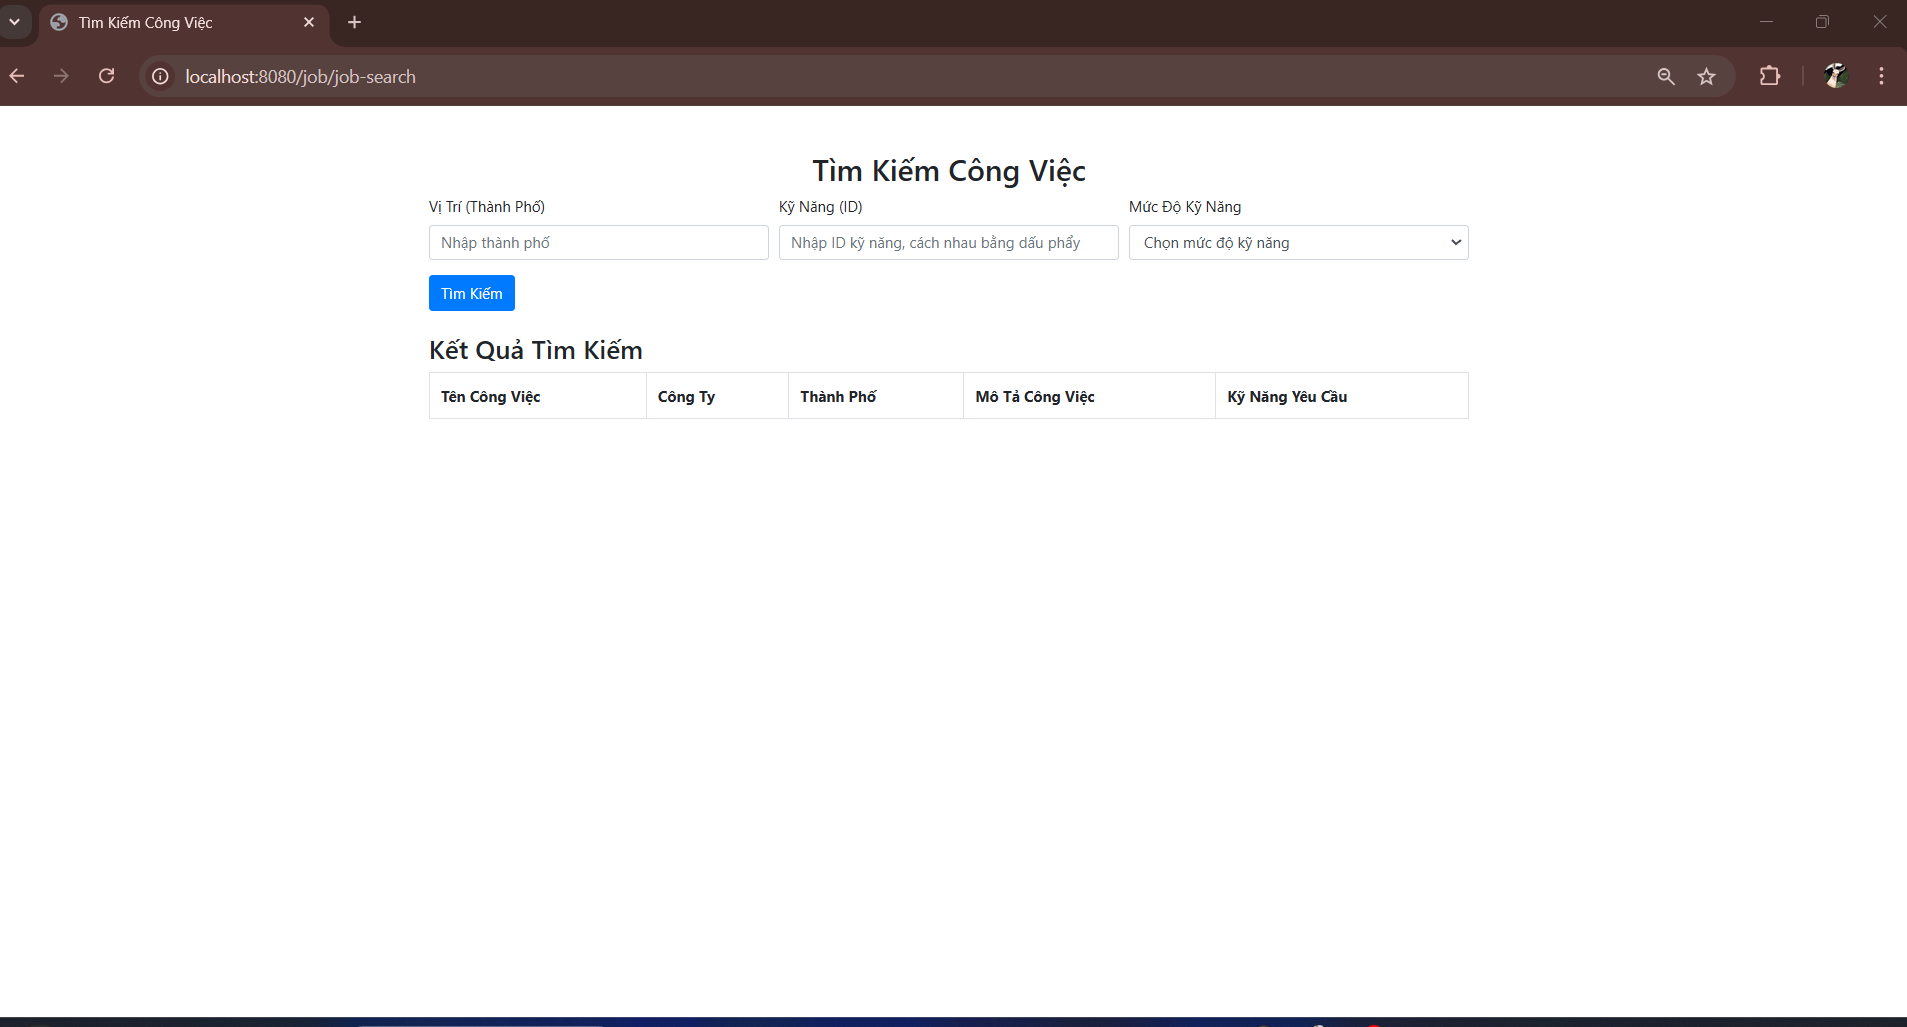 Tìm Kiếm Công Việc
localhost:8080/job/job-search
Tìm Kiếm Công Việc
Vị Trí (Thành Phố)
Kỹ Năng (ID)
Mức Độ Kỹ Năng
Nhập thành phố
Nhập ID kỹ năng, cách nhau bằng dấu phẩy
Chọn mức độ kỹ năng
Tìm Kiếm
Kết Quả Tìm Kiếm
Tên Công Việc
Công Ty
Thành Phố
Mô Tả Công Việc
Kỹ Năng Yêu Cầu